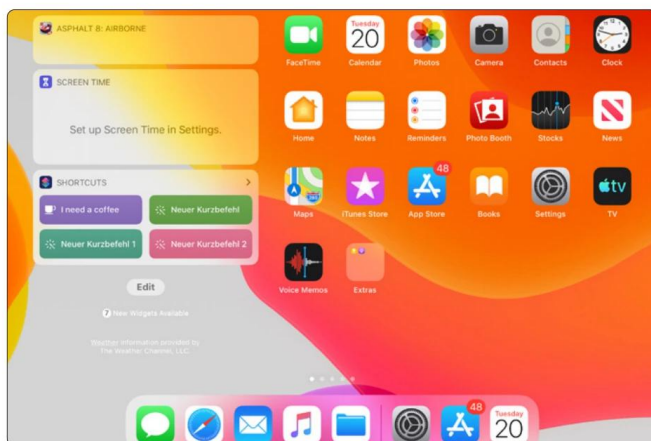 ASPHALT 8: AIRBORNE
SCREEN TIME
Set up Screen Time in Settings.
SHORTCUTS
I need a coffee
Neuer Kurzbefehl
Neuer Kurzbefehl 1
Neuer Kurzbefehl 2
Edit
7 New Widgets Available
Weather information provided by
The Weather Channel, LLC.
Tuesday
20
FaceTime
Calendar
Photos
Camera
Contacts
Clock
Home
Notes
Reminders
Photo Booth
Stocks
News
48
tv
Maps
iTunes Store
App Store
Books
Settings
TV
Voice Memos
Extras
48
Tuesday
20